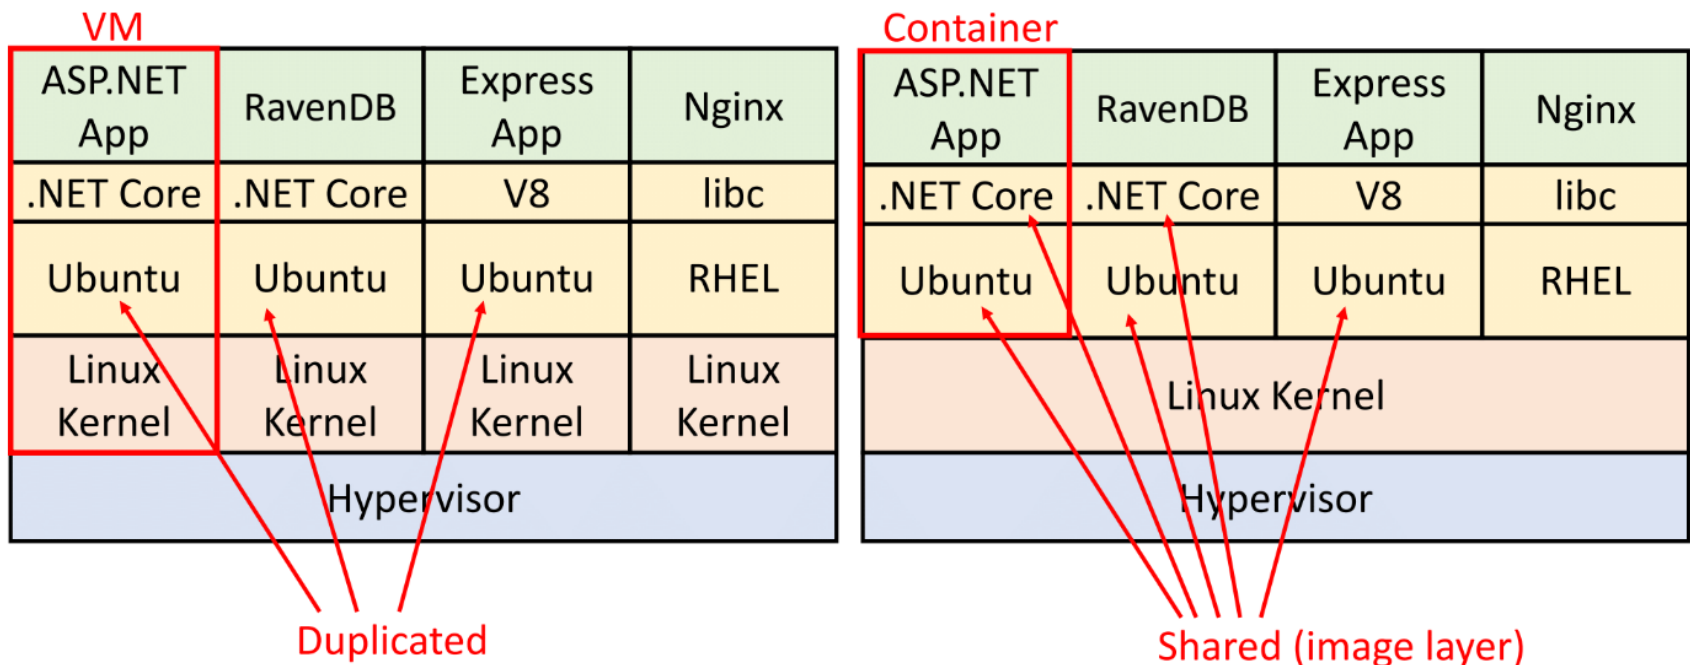 VM
ASP.NET
App
RavenDB
Express
App
Nginx
.NET Core
.NET Core
V8
libc
Ubuntu
Ubuntu
Ubuntu
RHEL
Linux
Kernel
Linux
Kernel
Linux
Kernel
Linux
Kernel
Hypervisor
Duplicated
Container
ASP.NET
App
RavenDB
Express
App
Nginx
.NET Core
.NET Core
V8
libc
Ubuntu
Ubuntu
Ubuntu
RHEL
Linux Kernel
Hypervisor
Shared (image layer)